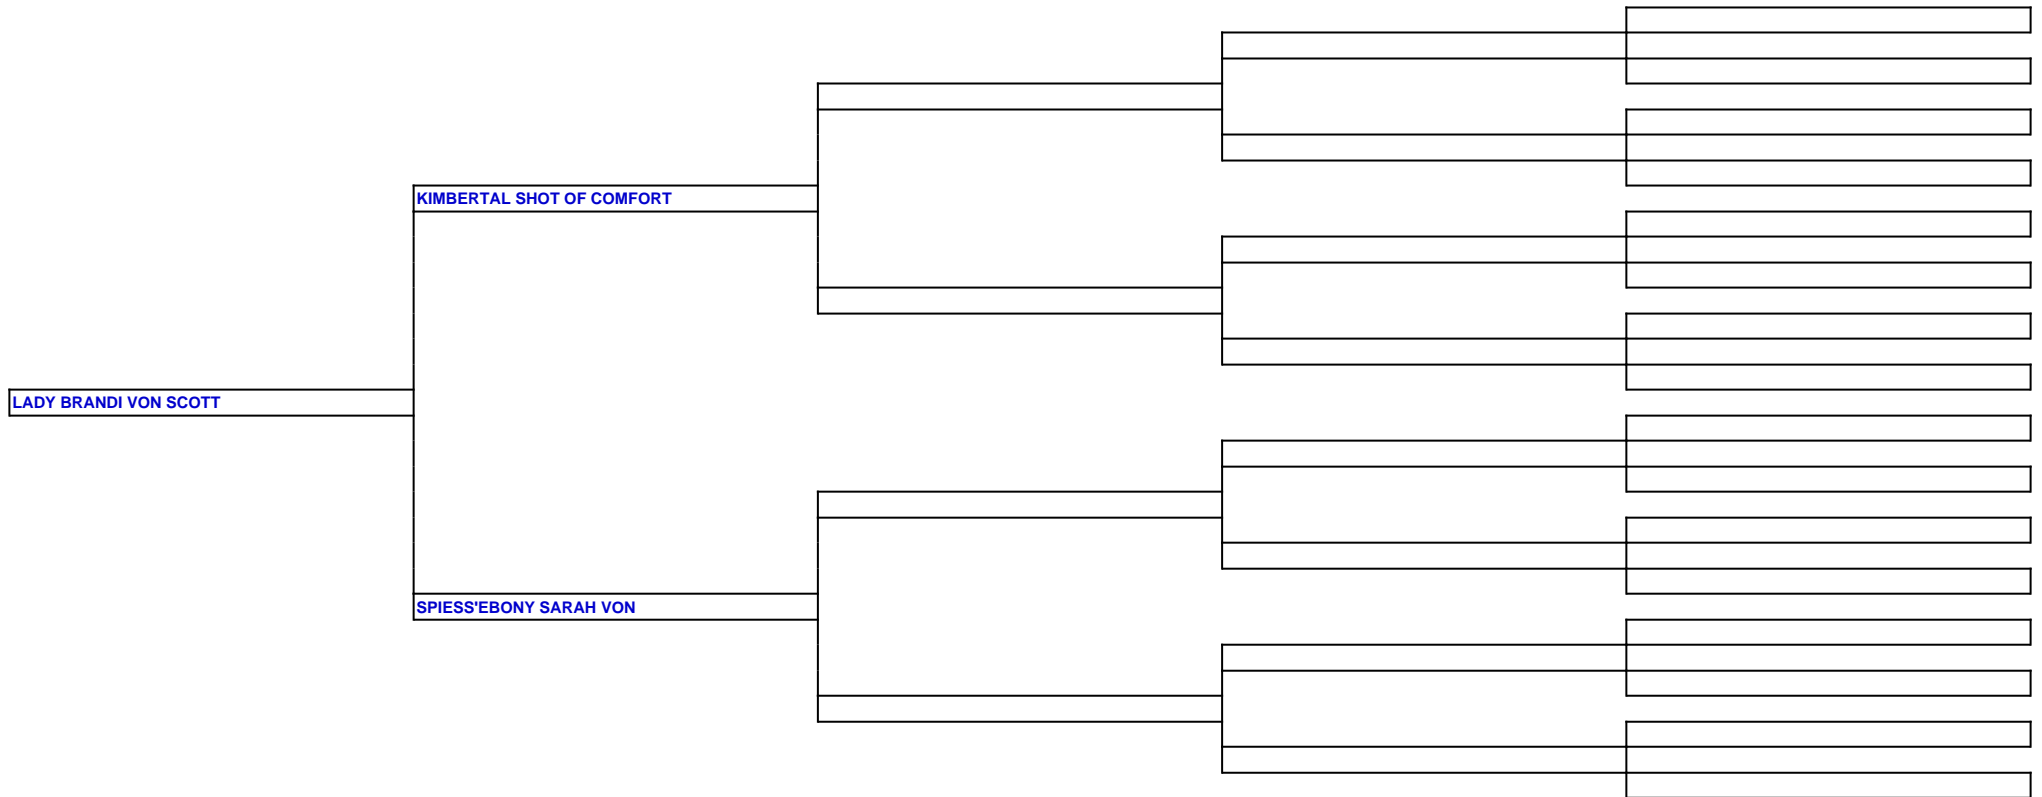 KIMBERTAL SHOT OF COMFORT
LADY BRANDI VON SCOTT
SPIESS'EBONY SARAH VON